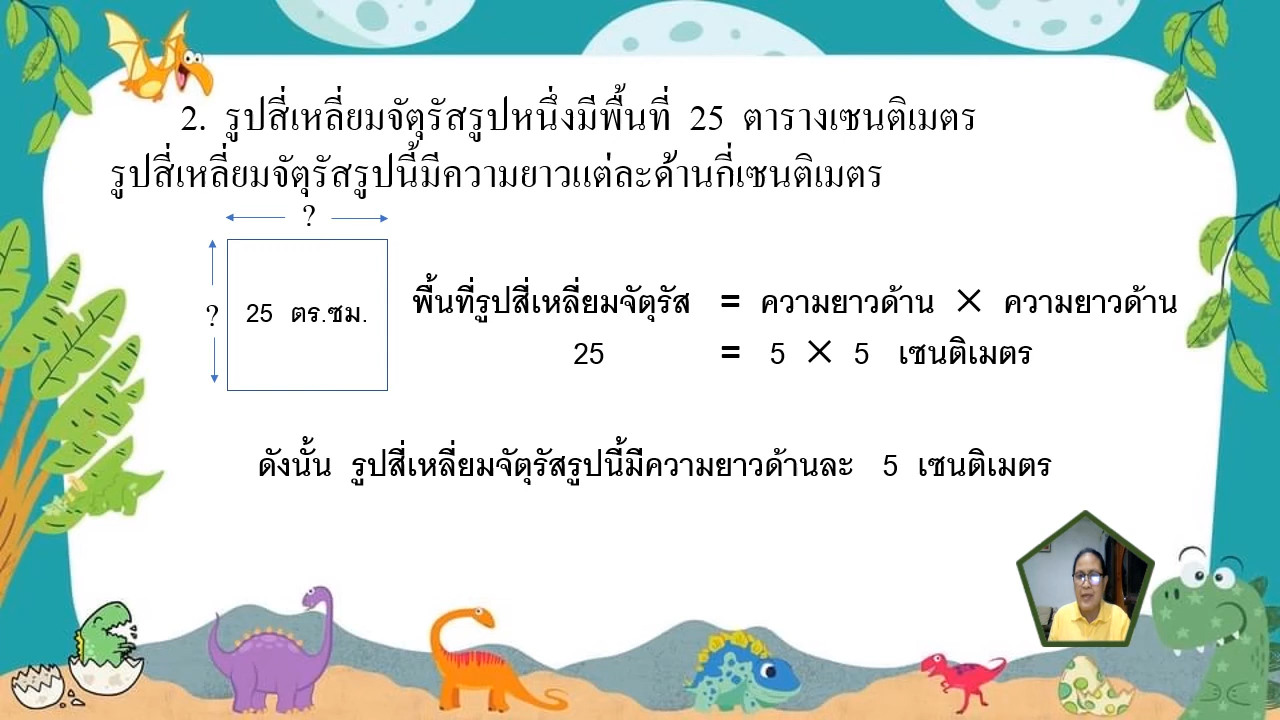 2. รูปสี่เหลี่ยมจัตุรัสรูปหนึ่งมีพื้นที่ 25 ตารางเซนติเมตร
รูปสี่เหลี่ยมจัตุรัสรูปนี้มีความยาวแต่ละด้านกี่เซนติเมตร
?
? 25 ตร.ซม.
พื้นที่รูปสี่เหลี่ยมจัตุรัส = ความยาวด้าน × ความยาวด้าน
25 = 5 × 5 เซนติเมตร
ดังนั้น รูปสี่เหลี่ยมจัตุรัสรูปนี้มีความยาวด้านละ 5 เซนติเมตร